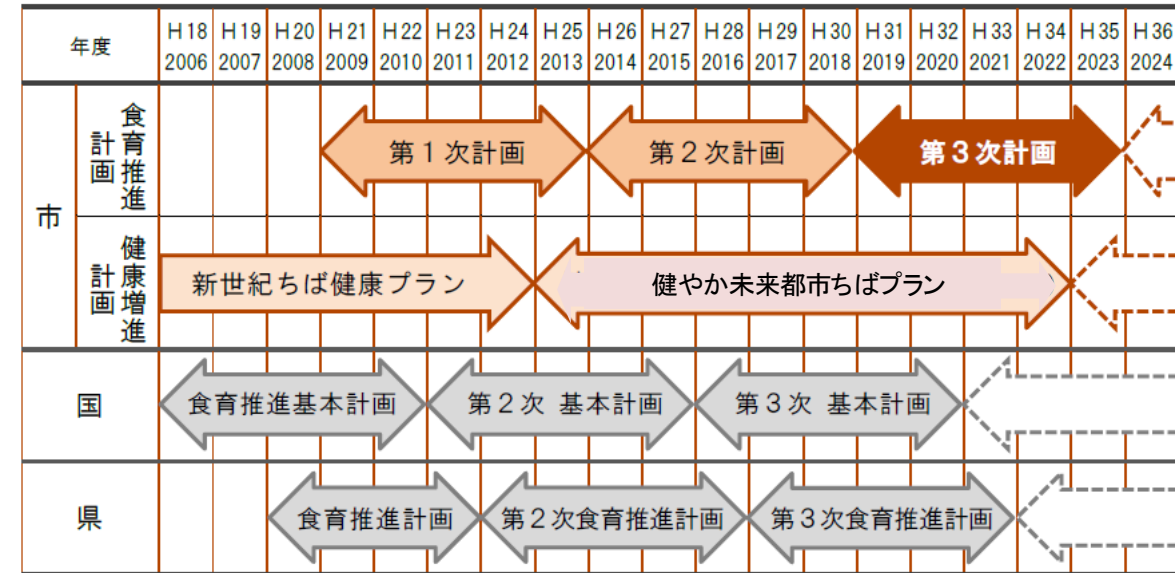 年度
H18 H19 H20 H21 H22 H23 H24 H25 H26 H27 H28 H29 H30 H31 H32 H33 H34 H35 H36
2006 2007 2008 2009 2010 2011 2012 2013 2014 2015 2016 2017 2018 2019 2020 2021 2022 2023 2024
市
食育推進
計画
第1次計画 第2次計画 第3次計画
健康増進
計画
新世紀ちば健康プラン 健やか未来都市ちばプラン
国
食育推進基本計画 第2次 基本計画 第3次 基本計画
県
食育推進計画 第2次食育推進計画 第3次食育推進計画